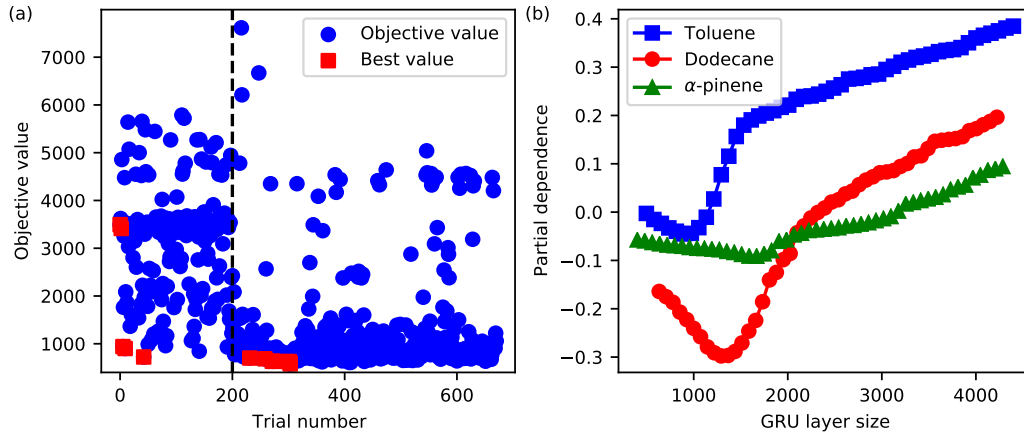 (a)
Objective value
Best value
7000
6000
5000
4000
3000
2000
1000
Objective value
0
200
400
600
Trial number
(b)
Toluene
Dodecane
α-pinene
0.4
0.3
0.2
0.1
0.0
−0.1
−0.2
−0.3
Partial dependence
1000
2000
3000
4000
GRU layer size